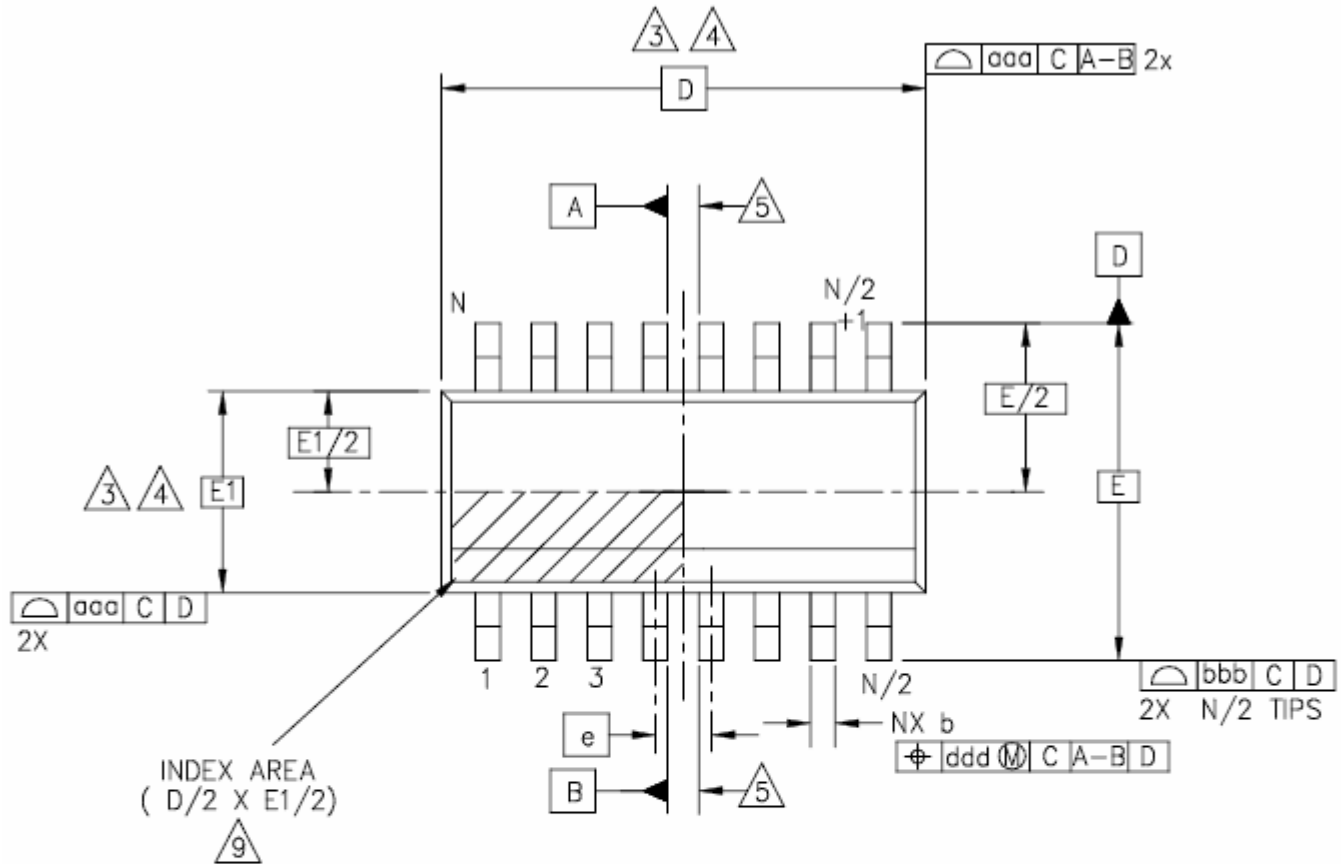 3 4
aaa C A-B 2x
D
A
5
D
N
N/2
+1
E/2
E1/2
3 4
E1
E
aaa C D
2X
1 2 3
N/2
bbb C D
2X N/2 TIPS
NX b
e
ddd Ⓜ C A-B D
INDEX AREA
( D/2 X E1/2)
B
5
9